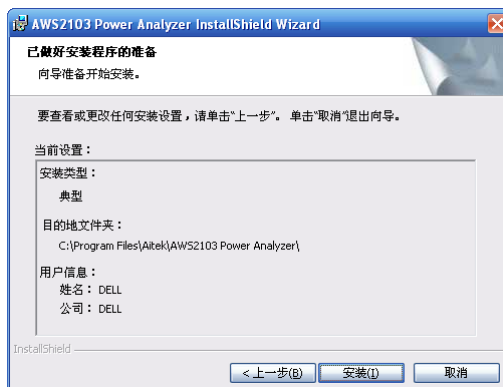 AWS2103 Power Analyzer InstallShield Wizard
已做好安装程序的准备
向导准备开始安装。
要查看或更改任何安装设置，请单击“上一步”。 单击“取消”退出向导。
当前设置：
安装类型：
典型
目的地文件夹：
C:\Program Files\Aitek\AWS2103 Power Analyzer\
用户信息：
姓名： DELL
公司： DELL
InstallShield
< 上一步(B)
安装(I)
取消